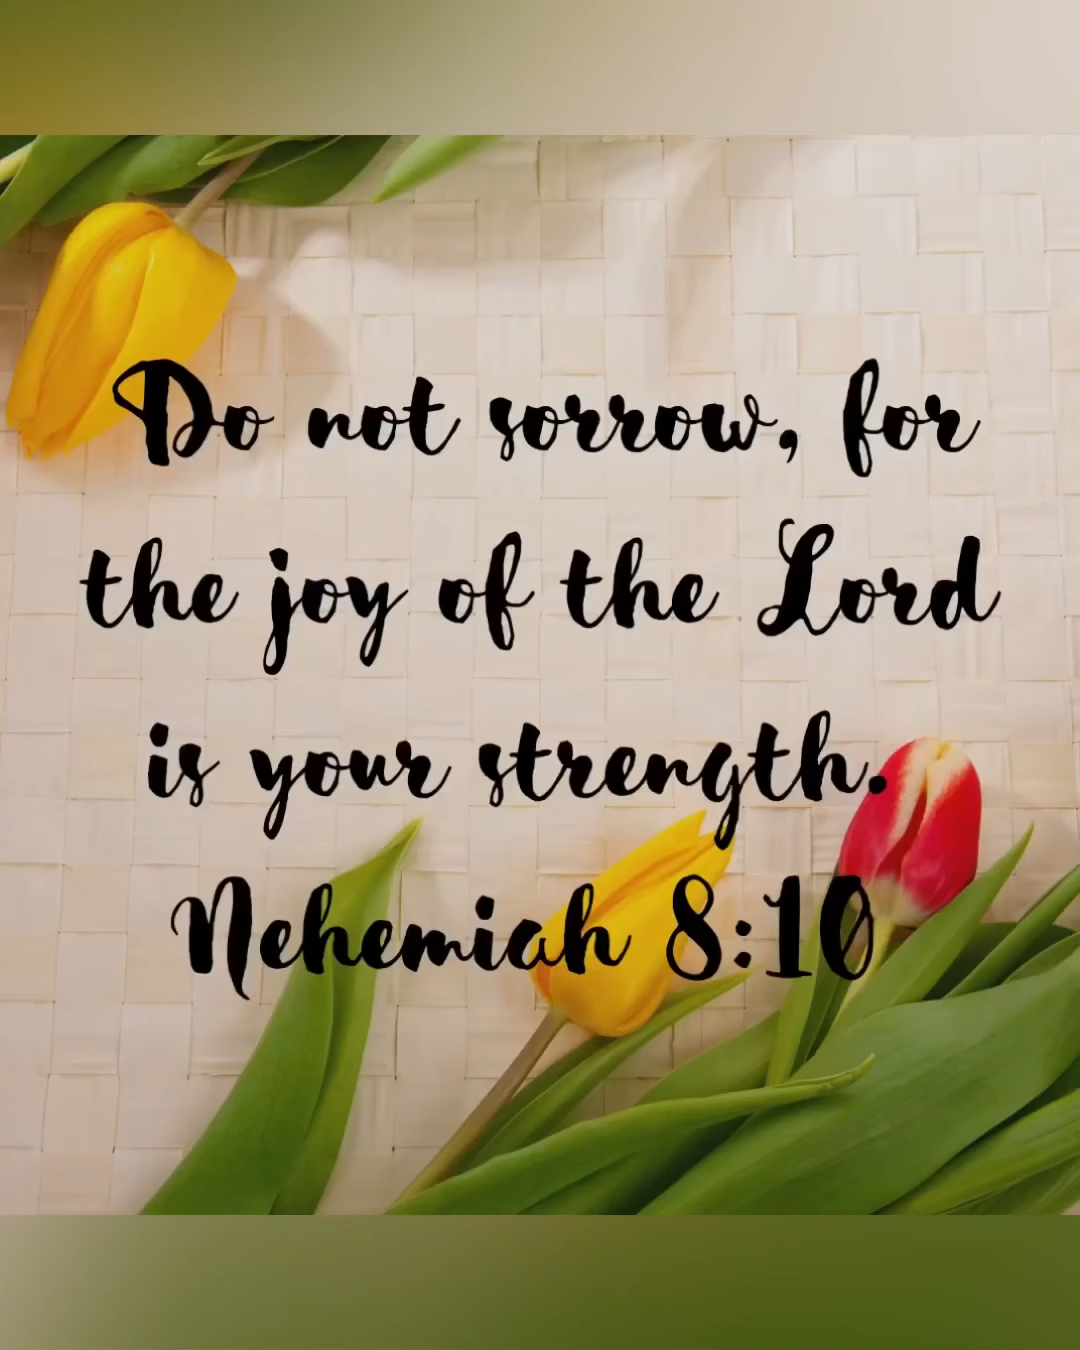 Do not sorrow, for
the joy of the Lord
is your strength.
Nehemiah 8:10